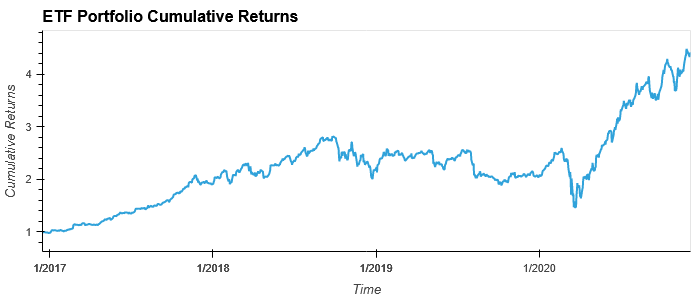 ETF Portfolio Cumulative Returns
Cumulative Returns
4
3
2
1
1/2017
1/2018
1/2019
1/2020
Time